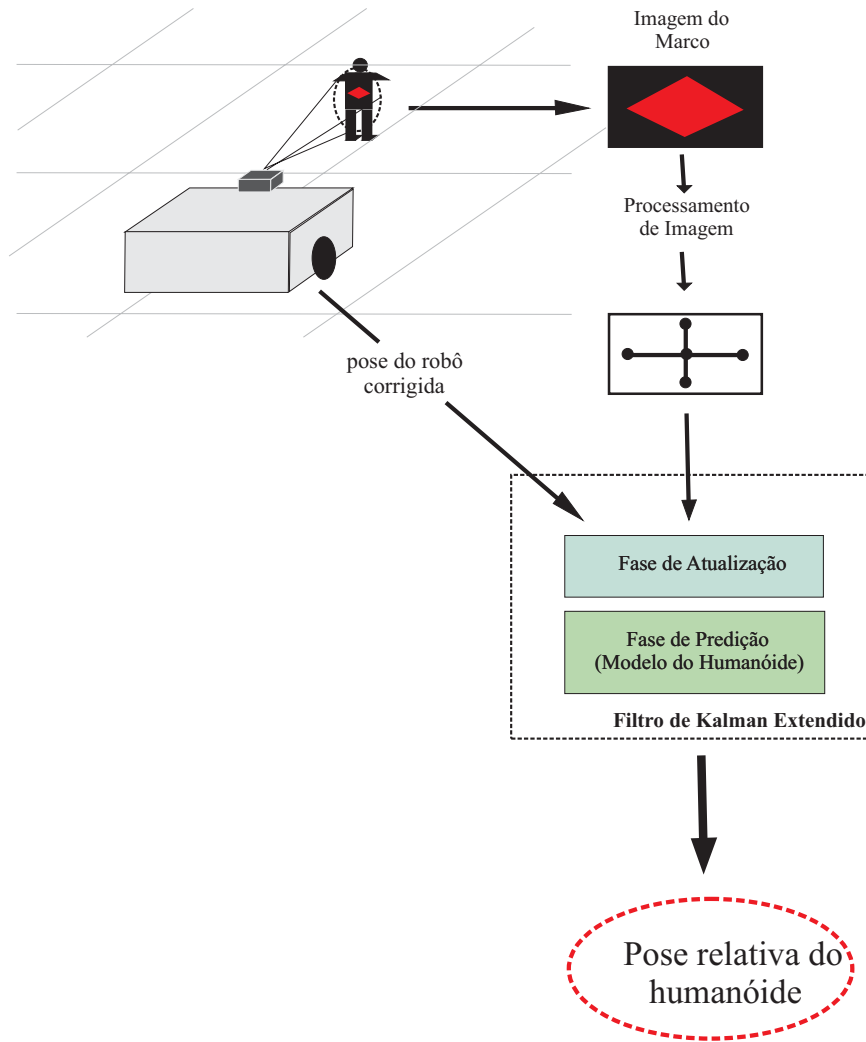 Imagem do
Marco
Processamento
de Imagem
pose do robô
corrigida
Fase de Atualização
Fase de Predição
(Modelo do Humanóide)
Filtro de Kalman Extendido
Pose relativa do
humanóide